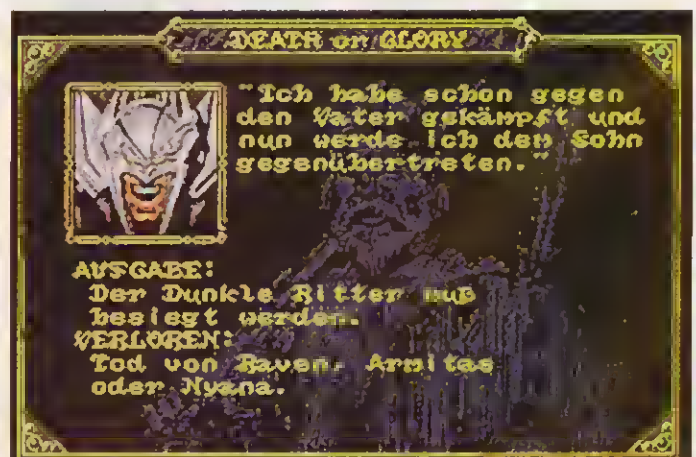 DEATH or GLORY
"Ich habe schon gegen
den Vater gekämpft und
nun werde ich dem Sohn
gegenübertreten."
AUFGABE:
Der Dunkle Ritter muß
besiegt werden.
VERLOREN:
Tod von Raven, Armitas
oder Nyana.